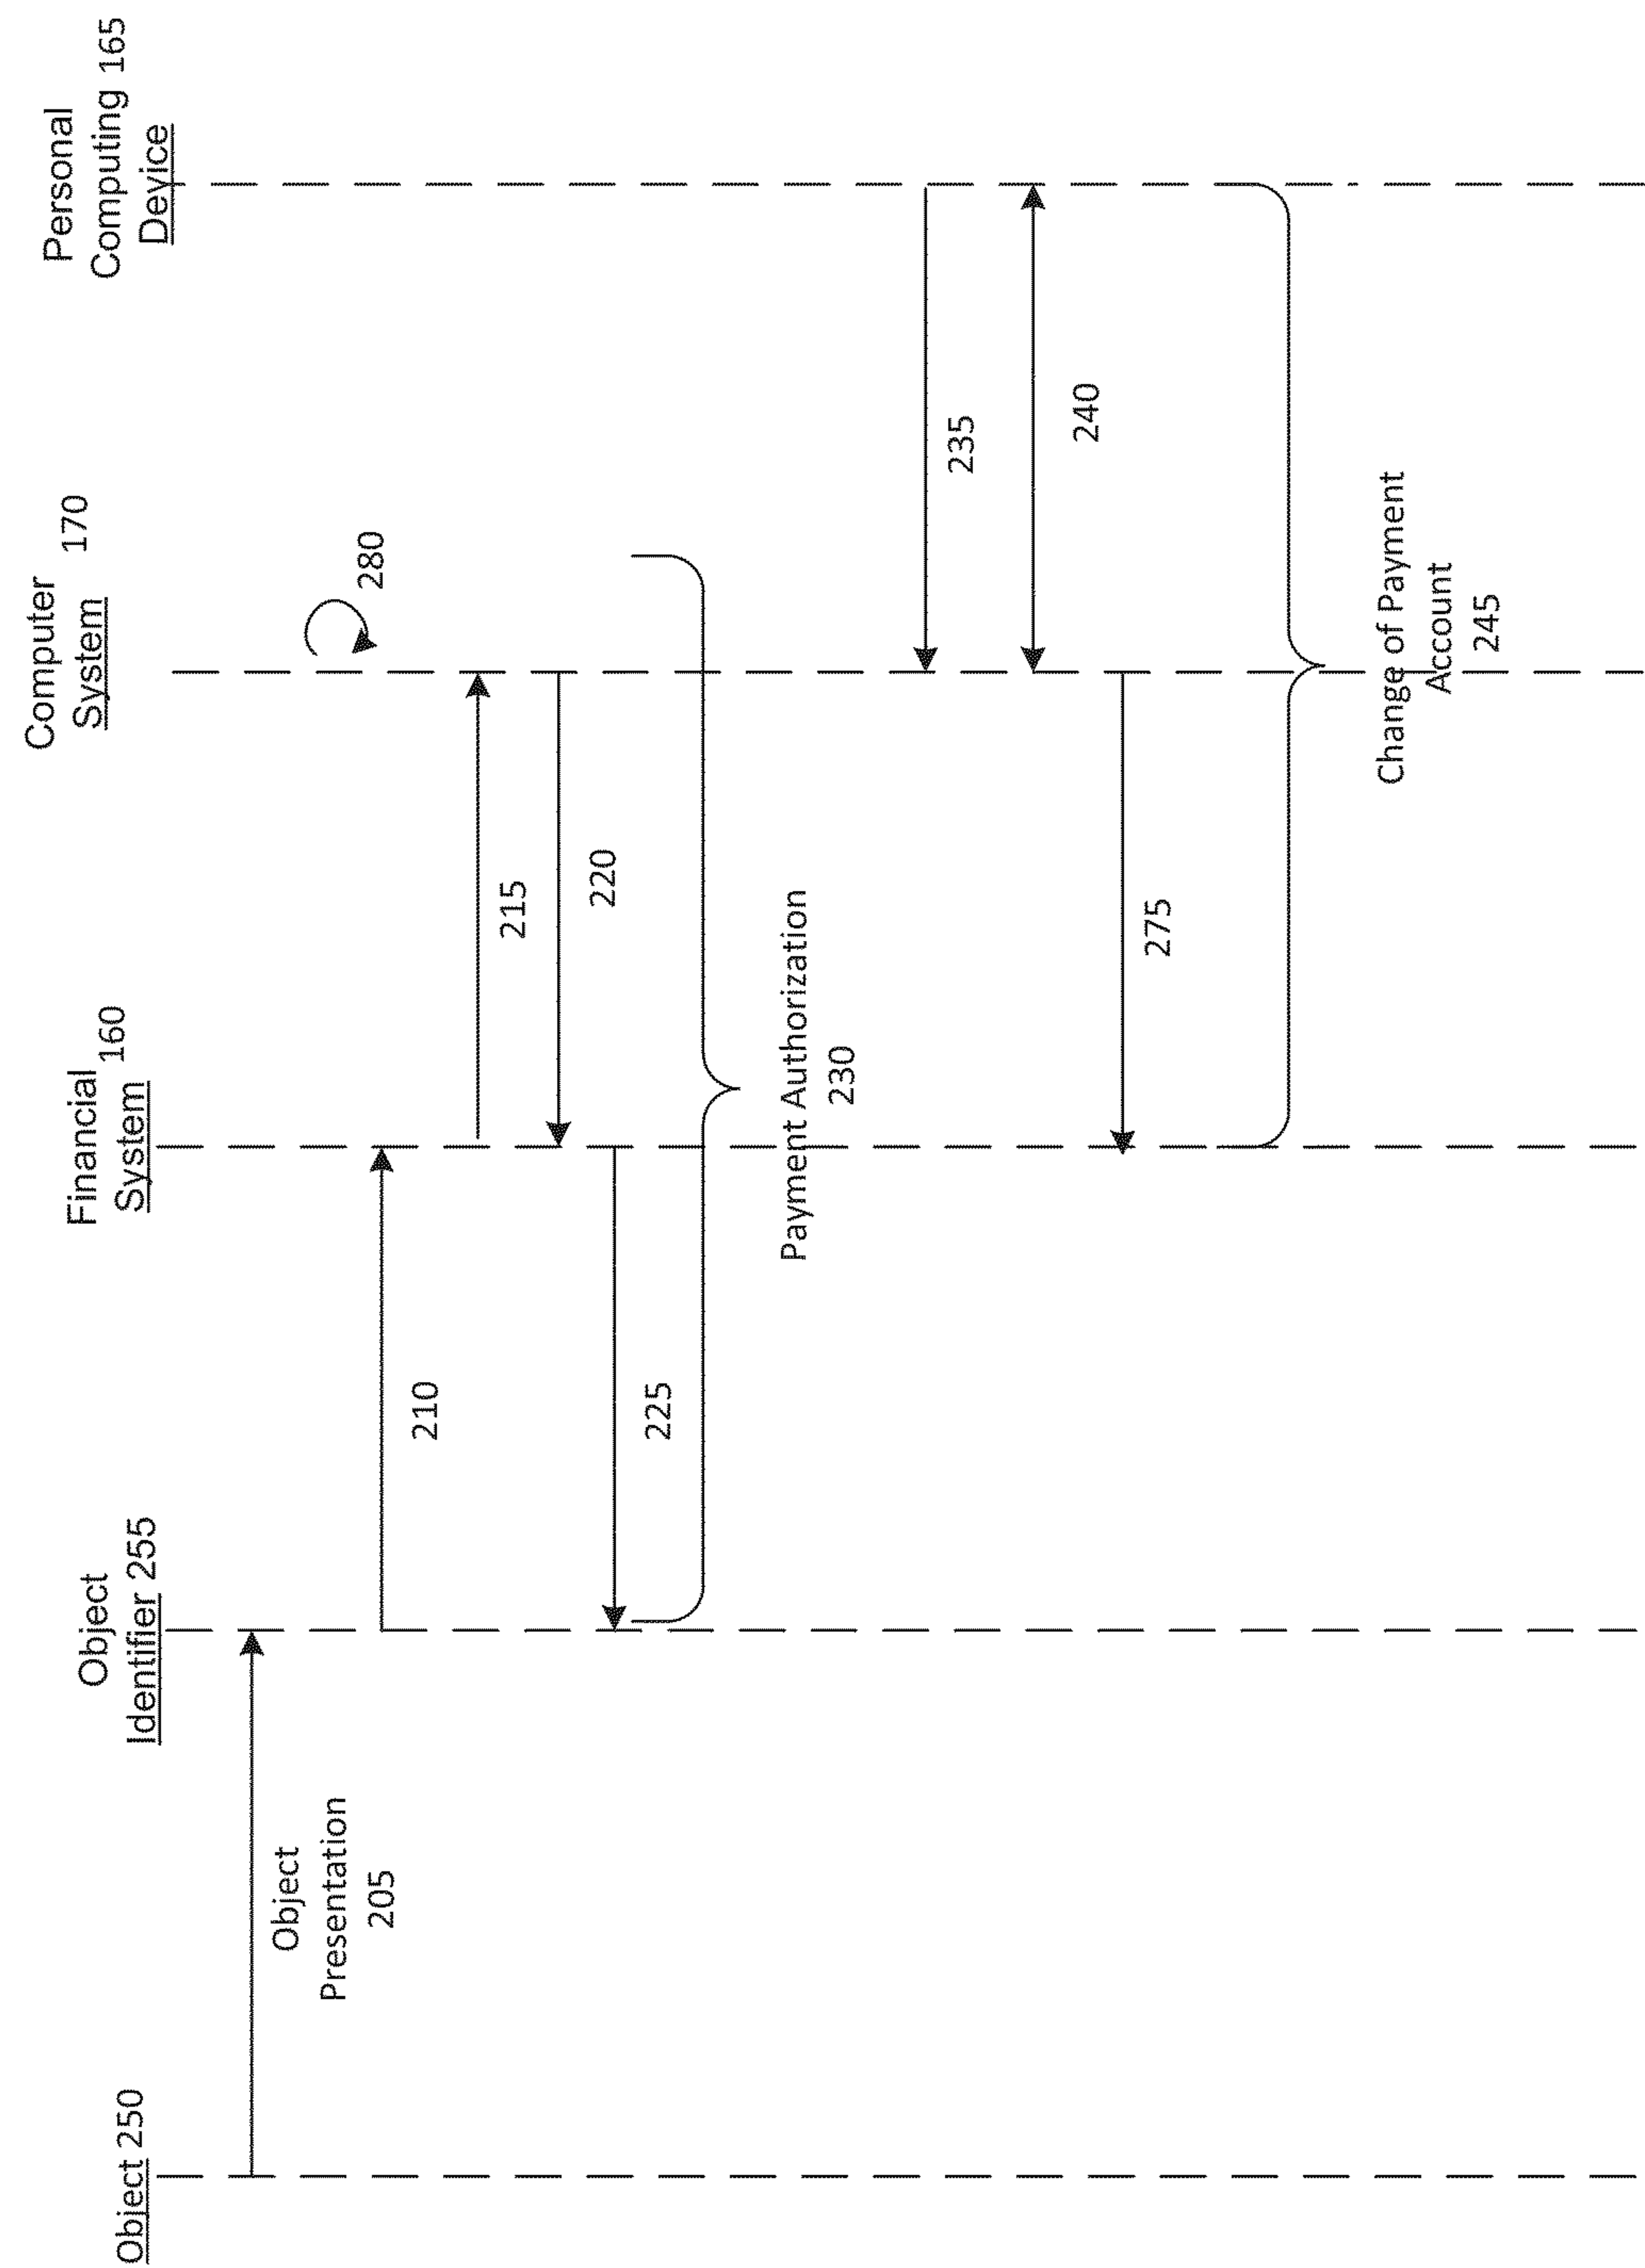 Object 250
Object
Identifier 255
Financial
System 160
Computer
System 170
Personal
Computing 165
Device
Object
Presentation
205
210
280
215
220
225
Payment Authorization
230
235
240
275
Change of Payment
Account
245